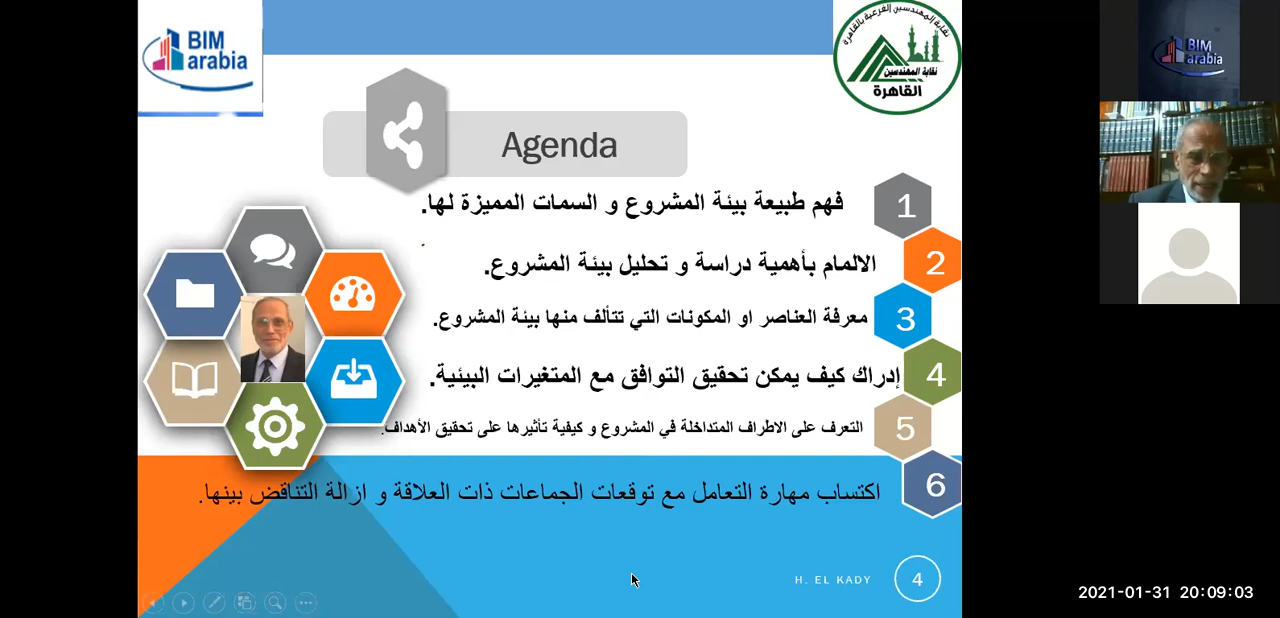 BIM
arabia
نقابة المهندسين الفرعية بالقاهرة
نقابة المهندسين
القاهرة
BIM
arabia
Agenda
1 فهم طبيعة بيئة المشروع و السمات المميزة لها.
2 الالمام بأهمية دراسة و تحليل بيئة المشروع.
3 معرفة العناصر او المكونات التي تتألف منها بيئة المشروع.
4 إدراك كيف يمكن تحقيق التوافق مع المتغيرات البيئية.
5 التعرف على الاطراف المتداخلة في المشروع و كيفية تأثيرها على تحقيق الأهداف.
6 اكتساب مهارة التعامل مع توقعات الجماعات ذات العلاقة و ازالة التناقض بينها.
H. EL KADY 4
2021-01-31 20:09:03